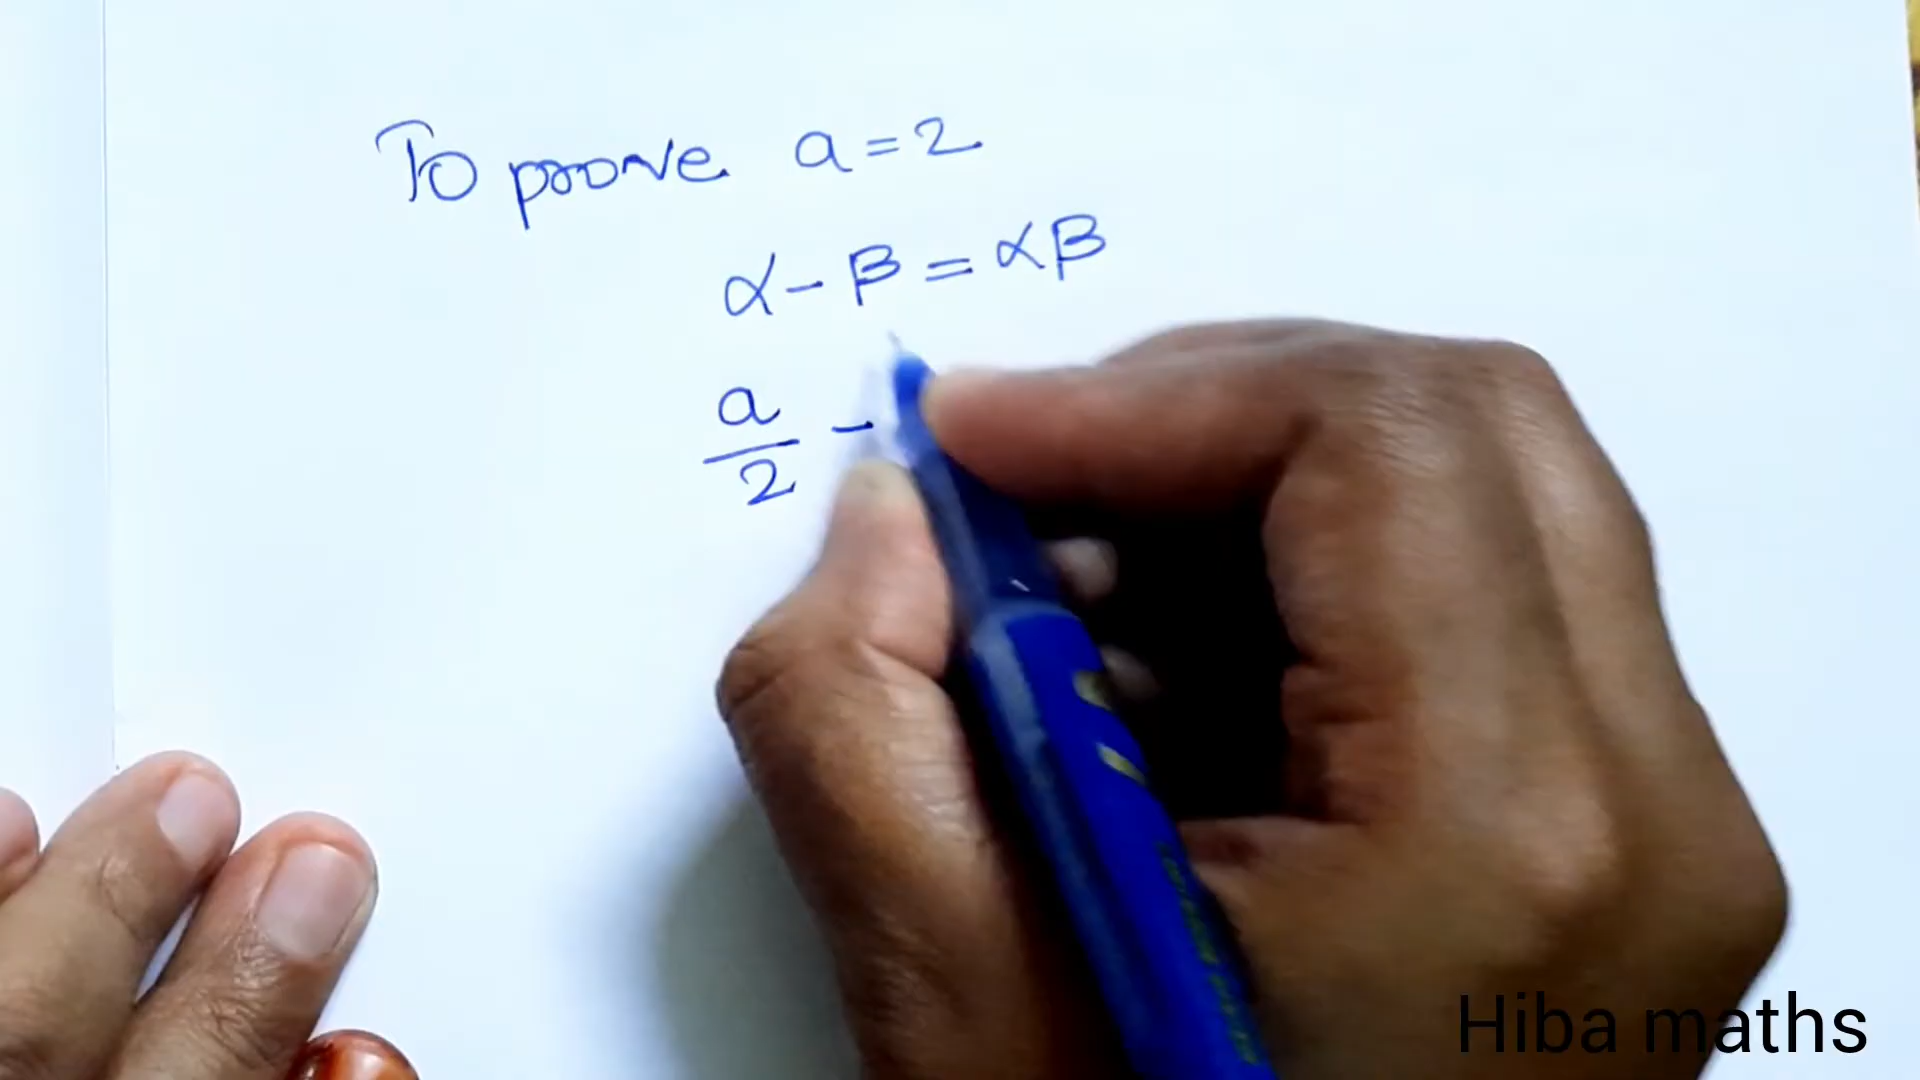 To prove a = 2
α - β = αβ
a/2 -
Hiba maths